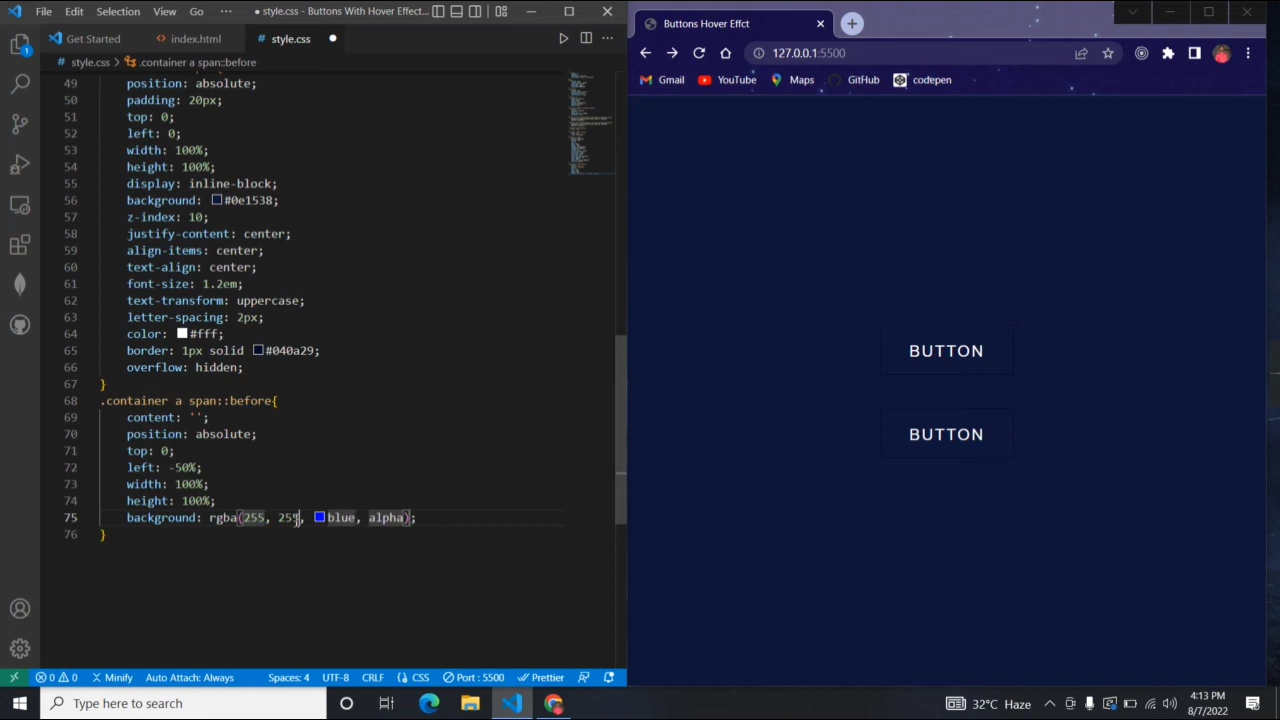 File Edit Selection View Go ● style.css - Buttons With Hover Effect...
Get Started index.html style.css ●
style.css > .container a span::before
49 position: absolute;
50 padding: 20px;
51 top: 0;
52 left: 0;
53 width: 100%;
54 height: 100%;
55 display: inline-block;
56 background: #0e1538;
57 z-index: 10;
58 justify-content: center;
59 align-items: center;
60 text-align: center;
61 font-size: 1.2em;
62 text-transform: uppercase;
63 letter-spacing: 2px;
64 color: #fff;
65 border: 1px solid #040a29;
66 overflow: hidden;
67 }
68 .container a span::before{
69 content: '';
70 position: absolute;
71 top: 0;
72 left: -50%;
73 width: 100%;
74 height: 100%;
75 background: rgba(255, 255, blue, alpha);
76 }
1
0 0 Minify Auto Attach: Always Spaces: 4 UTF-8 CRLF CSS Port : 5500 Prettier
Buttons Hover Effct
127.0.0.1:5500
Gmail YouTube Maps GitHub codepen
BUTTON
BUTTON
Type here to search
32°C Haze
4:13 PM
8/7/2022